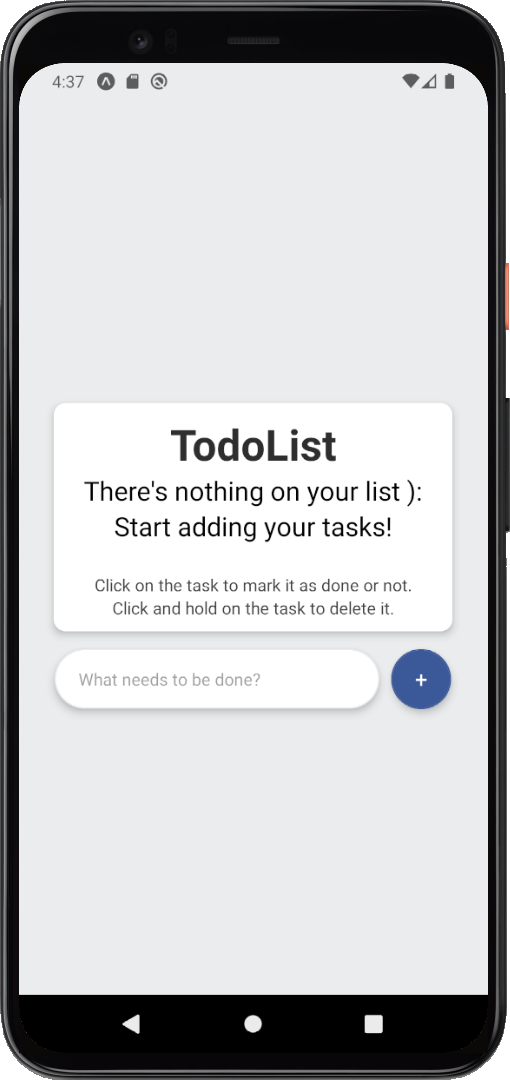 4:37
TodoList
There's nothing on your list ):
Start adding your tasks!
Click on the task to mark it as done or not.
Click and hold on the task to delete it.
What needs to be done?
+